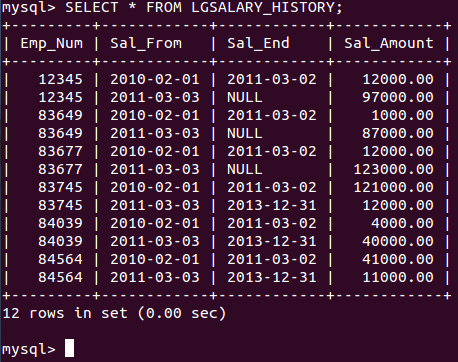 mysql> SELECT * FROM LGSALARY_HISTORY;
+---------+------------+------------+------------+
| Emp_Num | Sal_From   | Sal_End    | Sal_Amount |
+---------+------------+------------+------------+
|   12345 | 2010-02-01 | 2011-03-02 |   12000.00 |
|   12345 | 2011-03-03 | NULL       |   97000.00 |
|   83649 | 2010-02-01 | 2011-03-02 |    1000.00 |
|   83649 | 2011-03-03 | NULL       |   87000.00 |
|   83677 | 2010-02-01 | 2011-03-02 |   12000.00 |
|   83677 | 2011-03-03 | NULL       |  123000.00 |
|   83745 | 2010-02-01 | 2011-03-02 |  121000.00 |
|   83745 | 2011-03-03 | 2013-12-31 |   12000.00 |
|   84039 | 2010-02-01 | 2011-03-02 |    4000.00 |
|   84039 | 2011-03-03 | 2013-12-31 |   40000.00 |
|   84564 | 2010-02-01 | 2011-03-02 |   41000.00 |
|   84564 | 2011-03-03 | 2013-12-31 |   11000.00 |
+---------+------------+------------+------------+
12 rows in set (0.00 sec)
mysql>